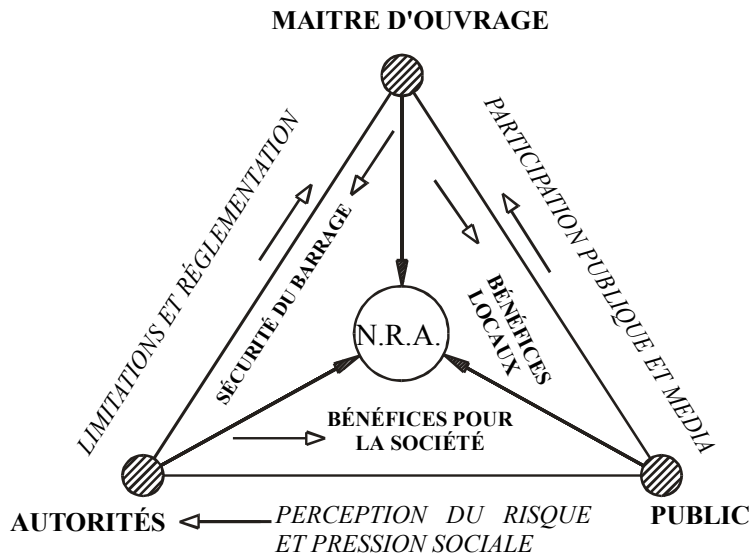 MAITRE D'OUVRAGE
LIMITATIONS ET RÉGLEMENTATION
PARTICIPATION PUBLIQUE ET MEDIA
SÉCURITÉ DU BARRAGE
BÉNÉFICES
LOCAUX
N.R.A.
BÉNÉFICES POUR
LA SOCIÉTÉ
AUTORITÉS
PERCEPTION DU RISQUE
ET PRESSION SOCIALE
PUBLIC